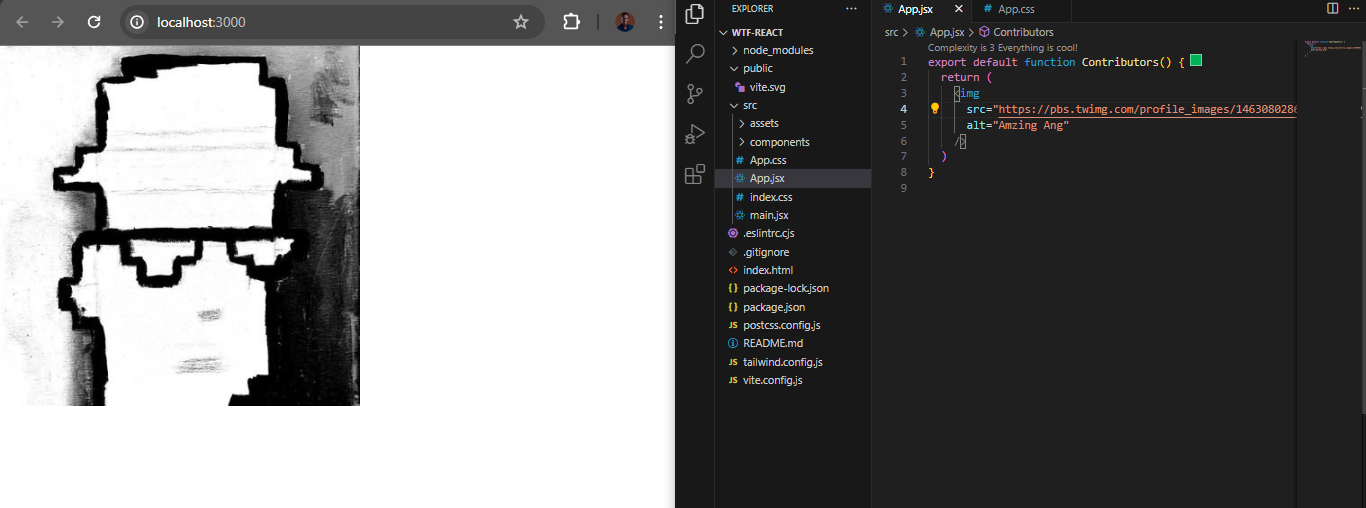 localhost:3000
EXPLORER
WTF-REACT
node_modules
public
vite.svg
src
assets
components
App.css
App.jsx
index.css
main.jsx
.eslintrc.cjs
.gitignore
index.html
package-lock.json
package.json
postcss.config.js
README.md
tailwind.config.js
vite.config.js
App.jsx
App.css
src > App.jsx > Contributors
Complexity is 3 Everything is cool!
1 export default function Contributors() {
2 return (
3 <img
4 src="https://pbs.twimg.com/profile_images/1463080286
5 alt="Amzing Ang"
6 />
7 )
8 }
9